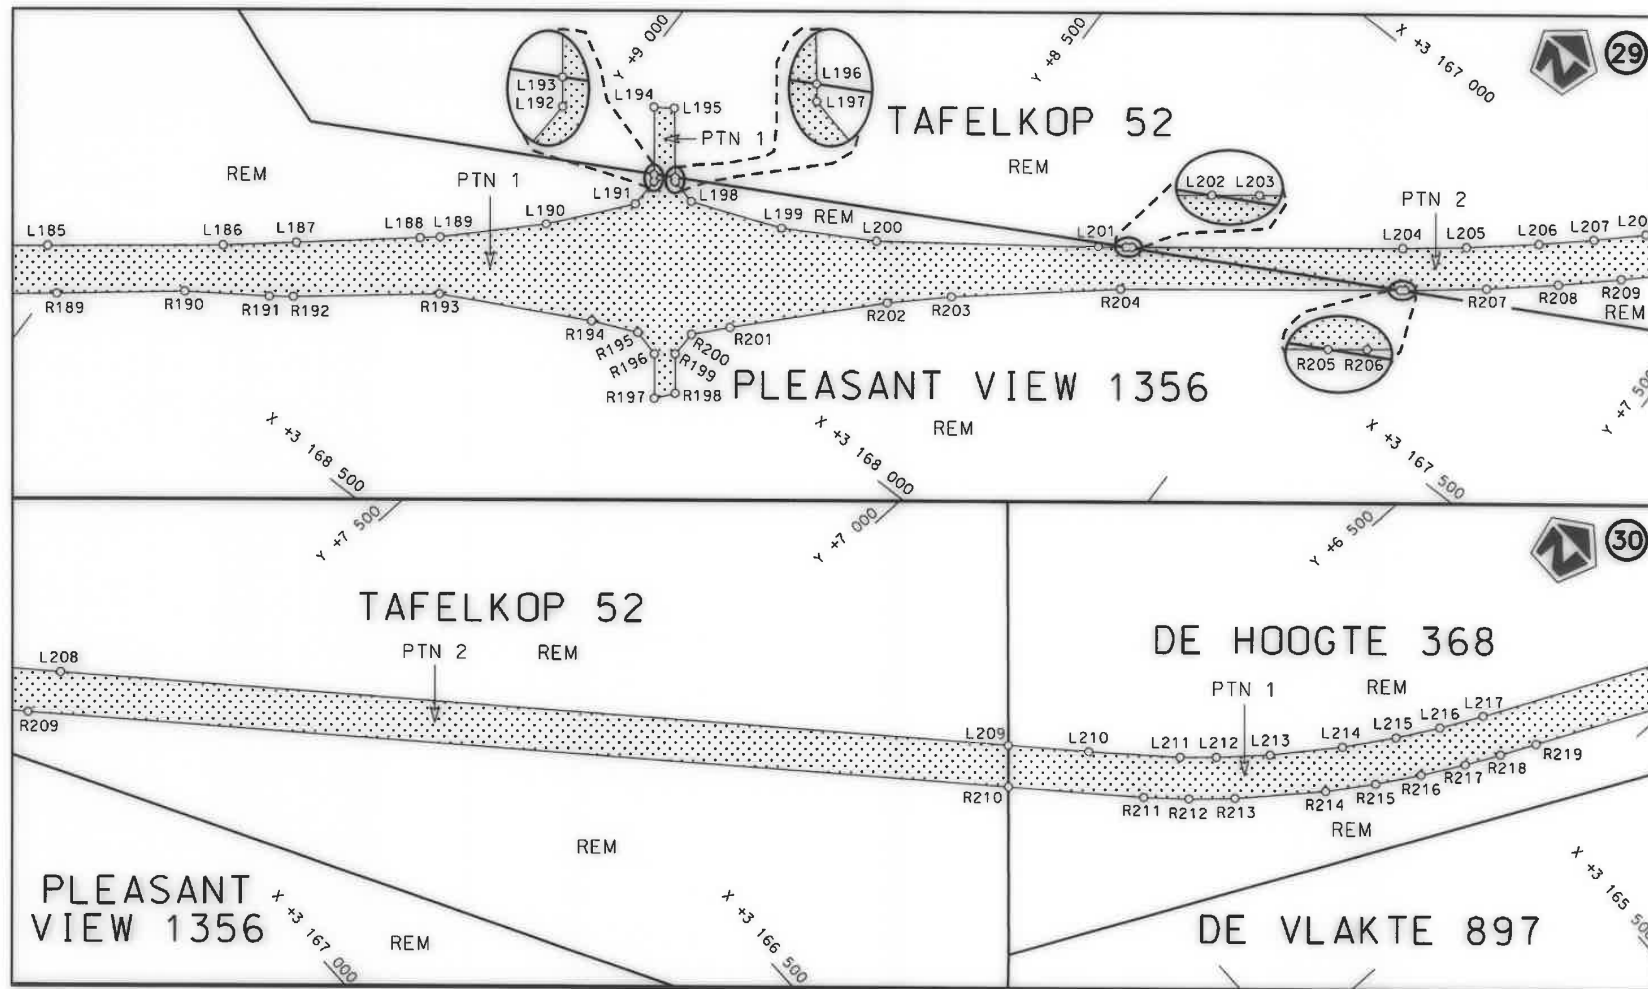 Y +9 000
Y +8 500
X +3 167 000
29
L193
L192
L194
L195
PTN 1
L196
L197
TAFELKOP 52
REM
REM
PTN 1
L191
L198
L202
L203
PTN 2
L185
L186
L187
L188
L189
L190
L199
REM
L200
L201
L204
L205
L206
L207
L20
R189
R190
R191
R192
R193
R194
R195
R196
R197
R198
R199
R200
R201
R202
R203
R204
R205
R206
R207
R208
R209
REM
PLEASANT VIEW 1356
REM
X +3 168 500
X +3 168 000
X +3 167 500
Y +7 50
Y +7 500
Y +7 000
Y +6 500
30
TAFELKOP 52
PTN 2
REM
DE HOOGTE 368
PTN 1
REM
L208
R209
L209
L210
L211
L212
L213
L214
L215
L216
L217
R210
R211
R212
R213
R214
R215
R216
R217
R218
R219
REM
REM
PLEASANT
VIEW 1356
X +3 167 000
REM
X +3 166 500
DE VLAKTE 897
X +3 165 500